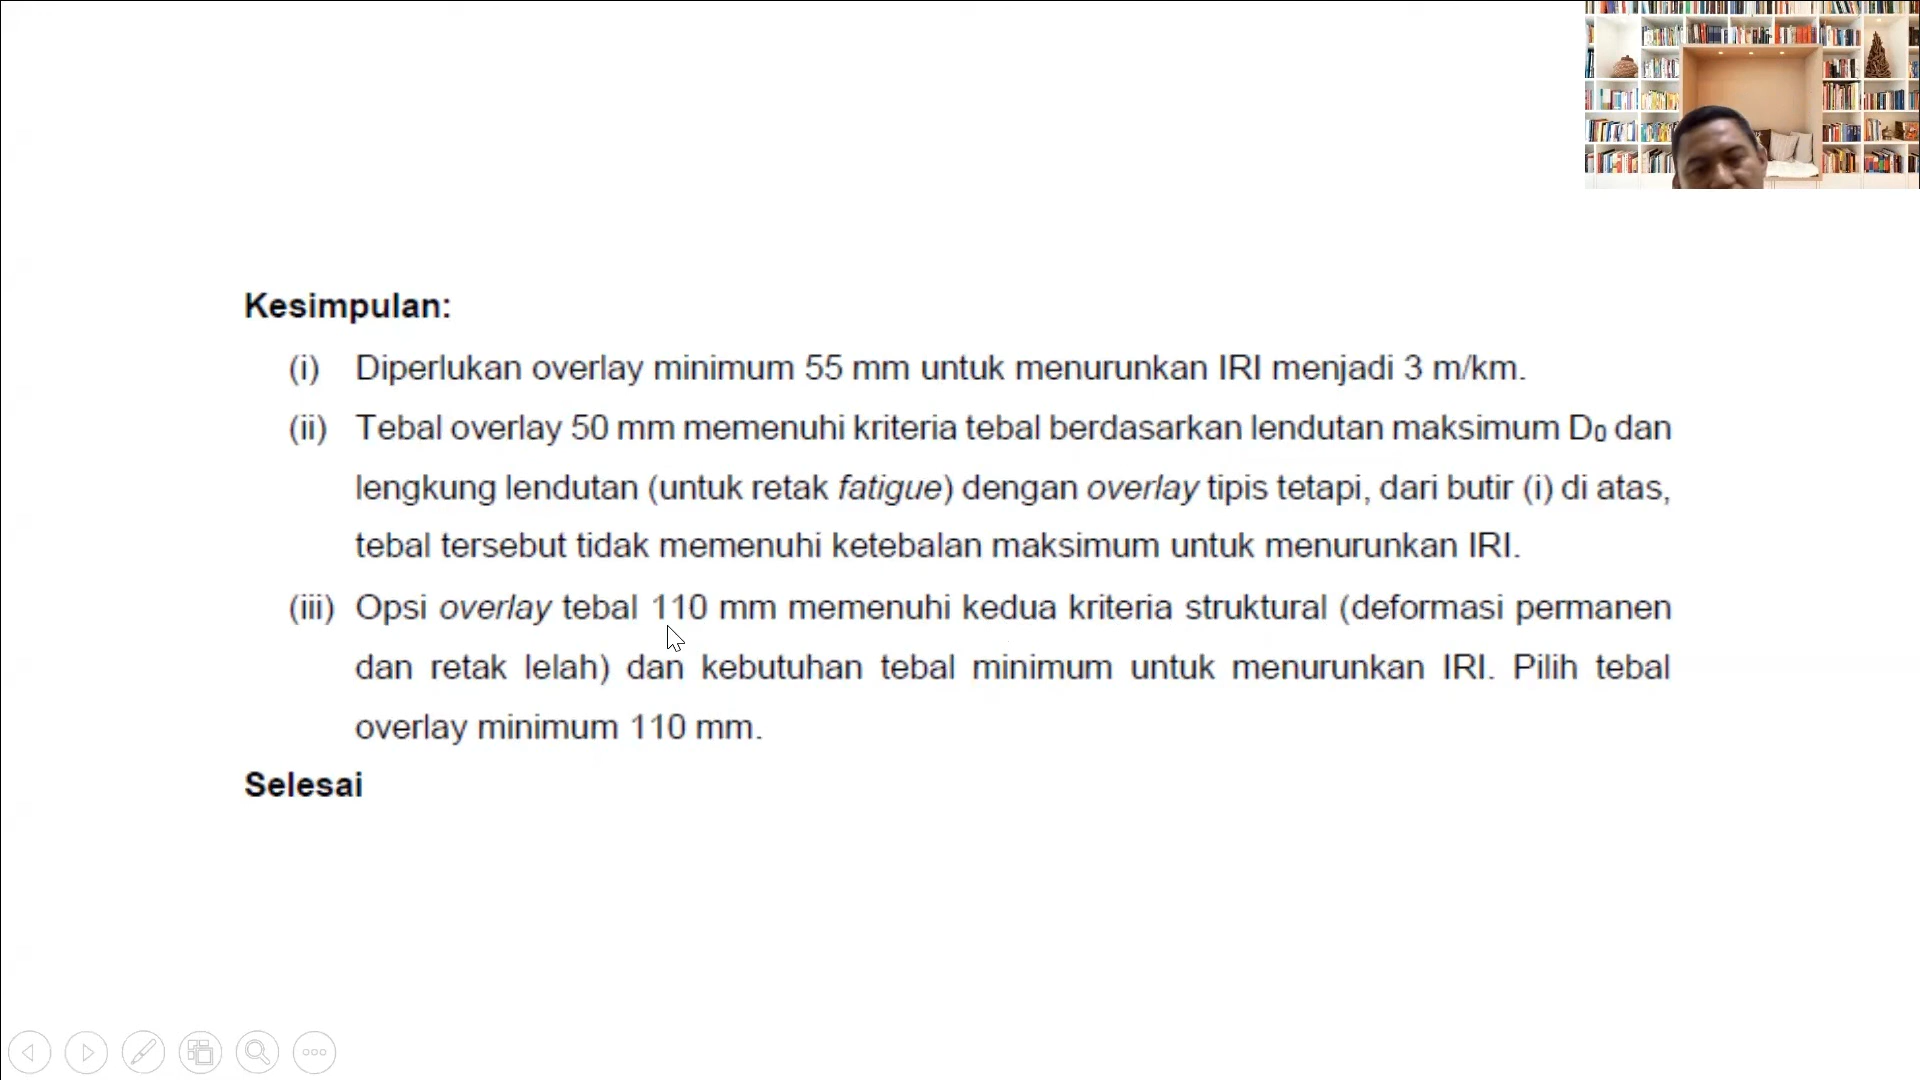 Kesimpulan:
(i) Diperlukan overlay minimum 55 mm untuk menurunkan IRI menjadi 3 m/km.
(ii) Tebal overlay 50 mm memenuhi kriteria tebal berdasarkan lendutan maksimum D₀ dan
lengkung lendutan (untuk retak fatigue) dengan overlay tipis tetapi, dari butir (i) di atas,
tebal tersebut tidak memenuhi ketebalan maksimum untuk menurunkan IRI.
(iii) Opsi overlay tebal 110 mm memenuhi kedua kriteria struktural (deformasi permanen
dan retak lelah) dan kebutuhan tebal minimum untuk menurunkan IRI. Pilih tebal
overlay minimum 110 mm.
Selesai